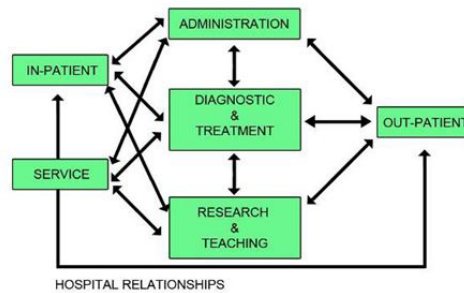 ADMINISTRATION
IN-PATIENT
DIAGNOSTIC
&
TREATMENT
OUT-PATIENT
SERVICE
RESEARCH
&
TEACHING
HOSPITAL RELATIONSHIPS